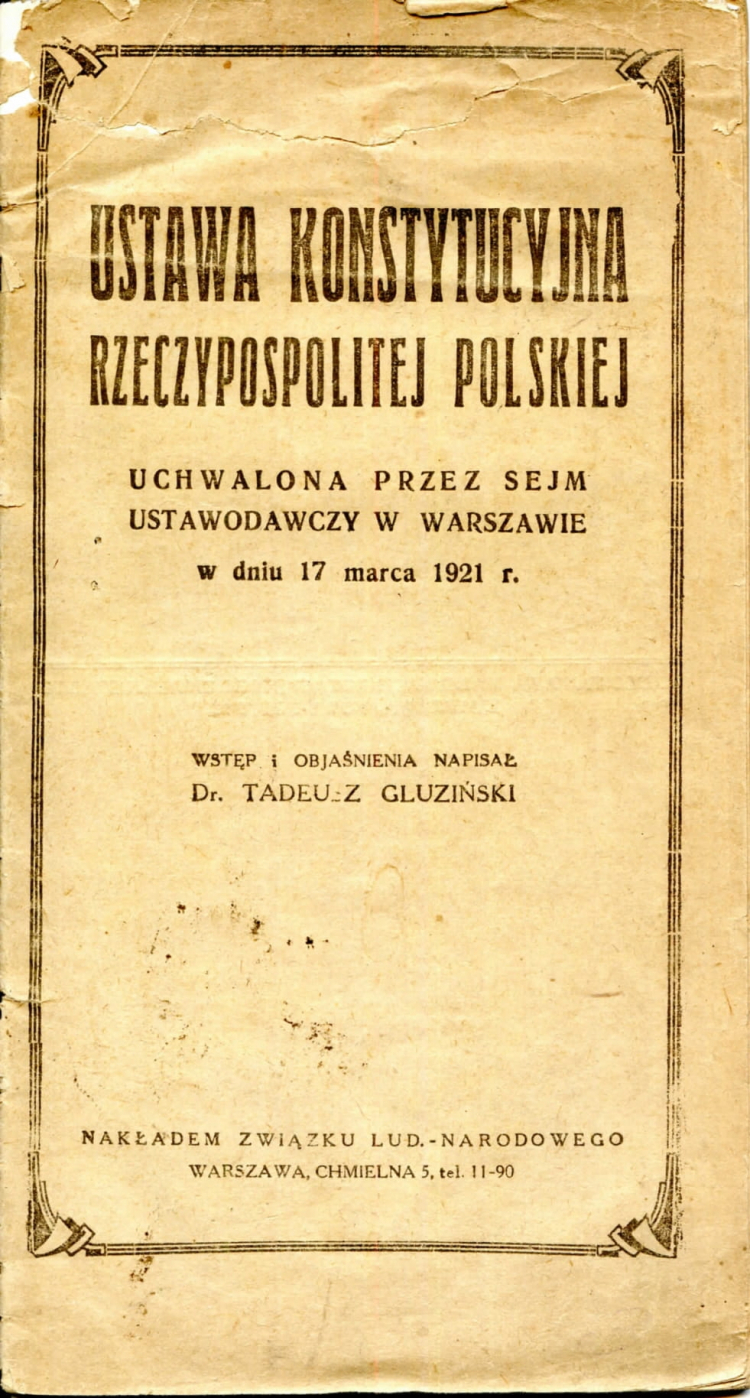 USTAWA KONSTYTUCYJNA
RZECZYPOSPOLITEJ POLSKIEJ
UCHWALONA PRZEZ SEJM
USTAWODAWCZY W WARSZAWIE
w dniu 17 marca 1921 r.
WSTĘP i OBJAŚNIENIA NAPISAŁ
Dr. TADEUSZ GLUZIŃSKI
NAKŁADEM ZWIĄZKU LUD.-NARODOWEGO
WARSZAWA, CHMIELNA 5, tel. 11-90